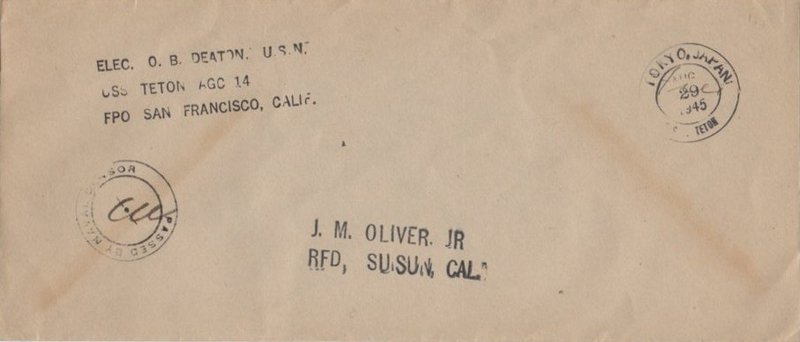 ELEC. O. B. DEATON. U.S.N.
USS TETON AGC 14
FPO SAN FRANCISCO, CALIF.
TOKYO, JAPAN
AUG
29
1945
TETON
PASSED BY NAVAL CENSOR
J. M. OLIVER. JR
RFD, SUISUN, CAL.